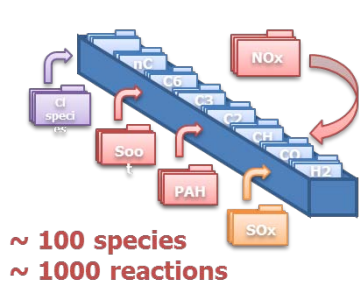 NOx
nC
C6
C3
C2
CH
CO
H2
Cl
speci
es
Soo
t
PAH
SOx
~ 100 species
~ 1000 reactions